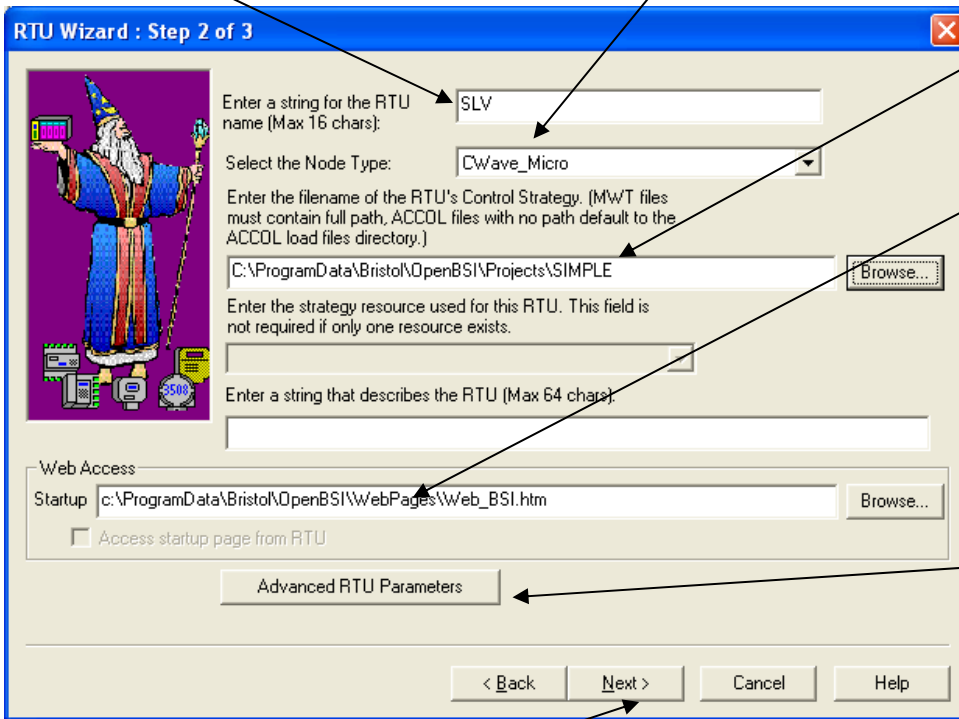 RTU Wizard : Step 2 of 3
Enter a string for the RTU
name (Max 16 chars):
SLV
Select the Node Type:
CWave_Micro
Enter the filename of the RTU's Control Strategy. (MWT files
must contain full path, ACCOL files with no path default to the
ACCOL load files directory.)
C:\ProgramData\Bristol\OpenBSI\Projects\SIMPLE
Browse...
Enter the strategy resource used for this RTU. This field is
not required if only one resource exists.
3508
Enter a string that describes the RTU (Max 64 chars):
Web Access
Startup
c:\ProgramData\Bristol\OpenBSI\WebPages\Web_BSI.htm
Browse...
Access startup page from RTU
Advanced RTU Parameters
< Back
Next >
Cancel
Help